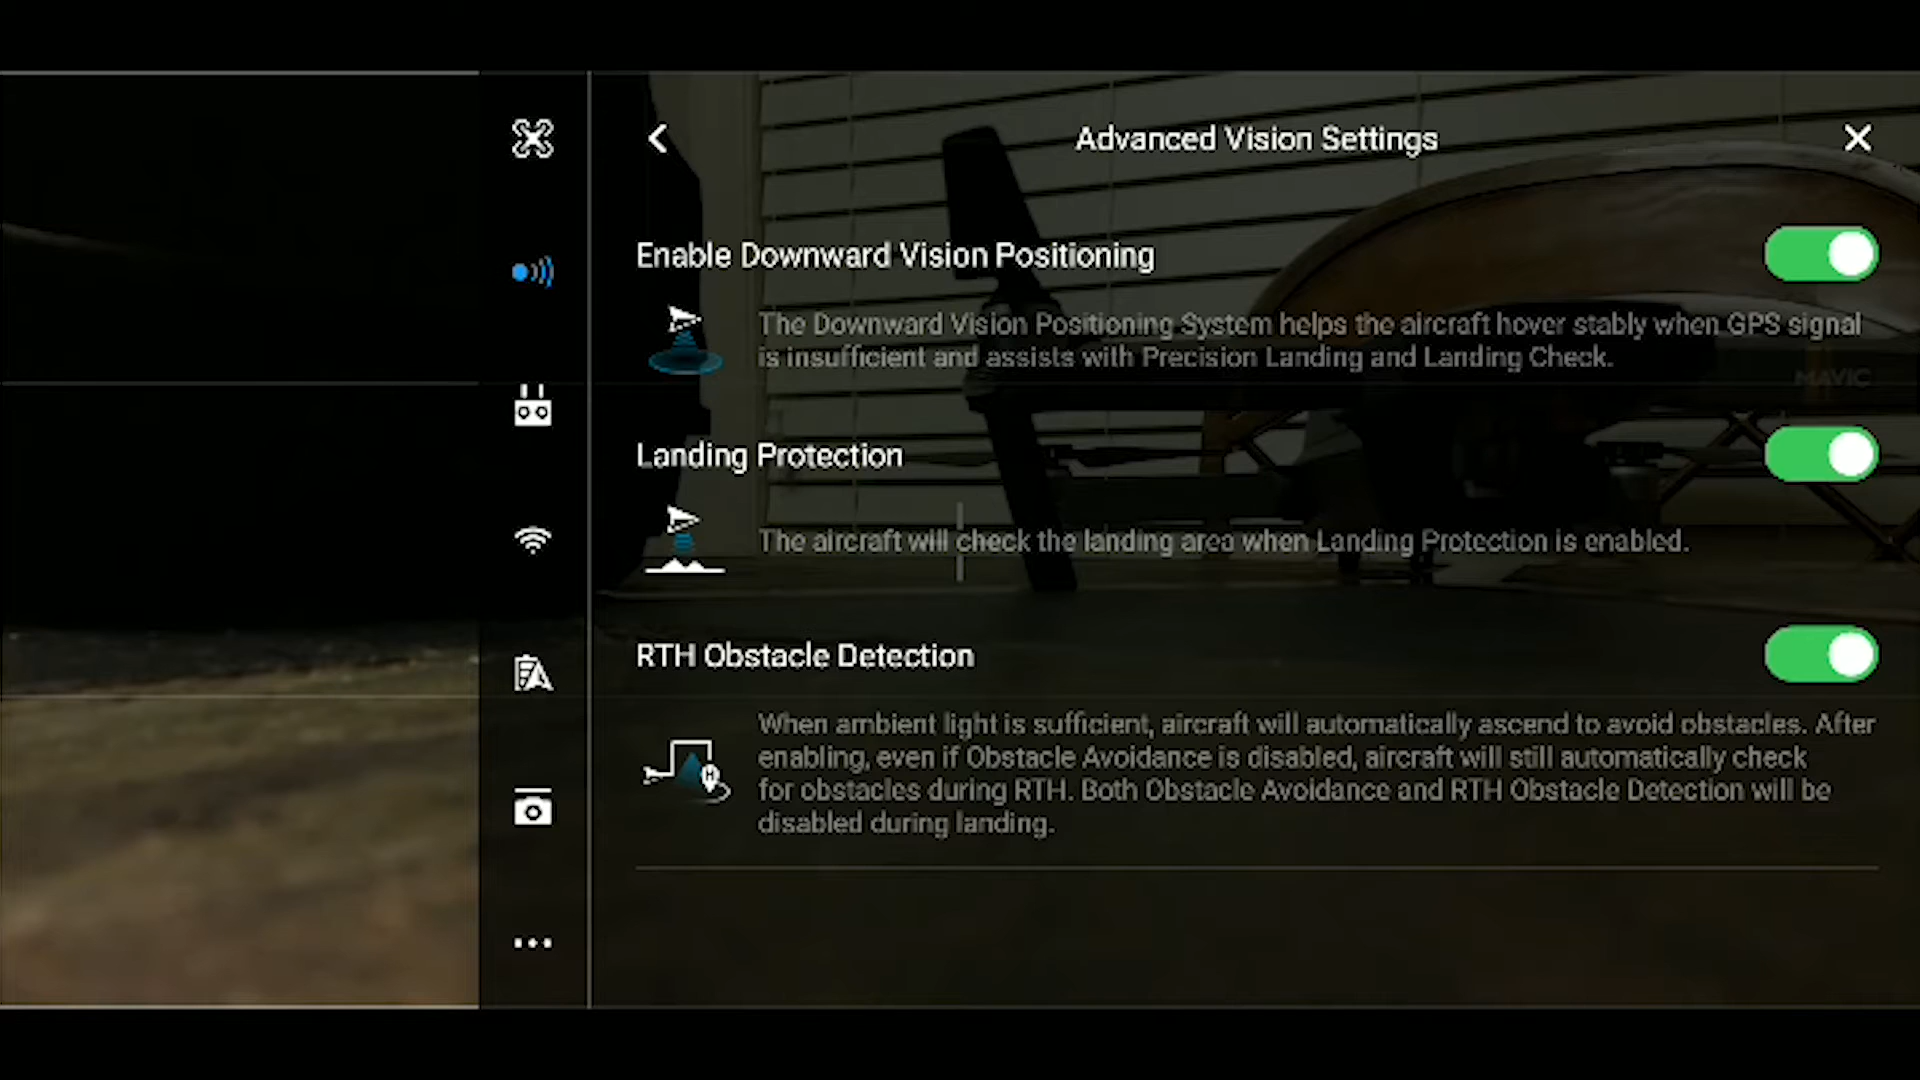 Advanced Vision Settings
Enable Downward Vision Positioning
The Downward Vision Positioning System helps the aircraft hover stably when GPS signal
is insufficient and assists with Precision Landing and Landing Check.
MAVIC
Landing Protection
The aircraft will check the landing area when Landing Protection is enabled.
RTH Obstacle Detection
When ambient light is sufficient, aircraft will automatically ascend to avoid obstacles. After
enabling, even if Obstacle Avoidance is disabled, aircraft will still automatically check
for obstacles during RTH. Both Obstacle Avoidance and RTH Obstacle Detection will be
disabled during landing.
H